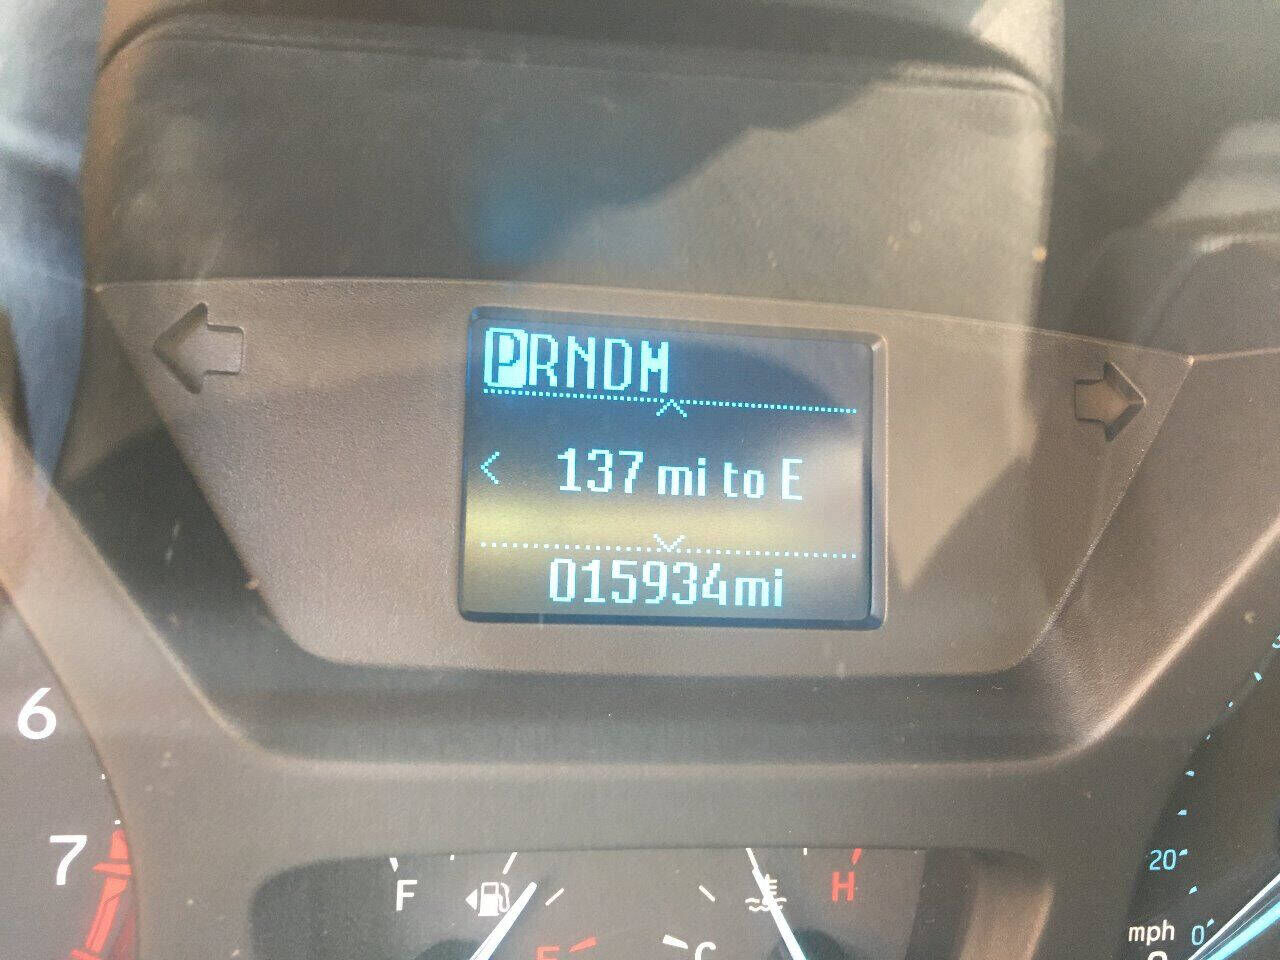 PRNDM
< 137 mi to E
015934mi
6
7
F
H
C
20
mph 0